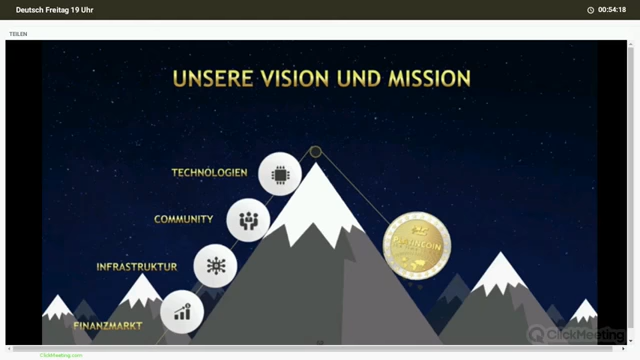 Deutsch Freitag 19 Uhr
00:54:18
TEILEN
UNSERE VISION UND MISSION
TECHNOLOGIEN
COMMUNITY
INFRASTRUKTUR
FINANZMARKT
ClickMeeting
ClickMeeting.com